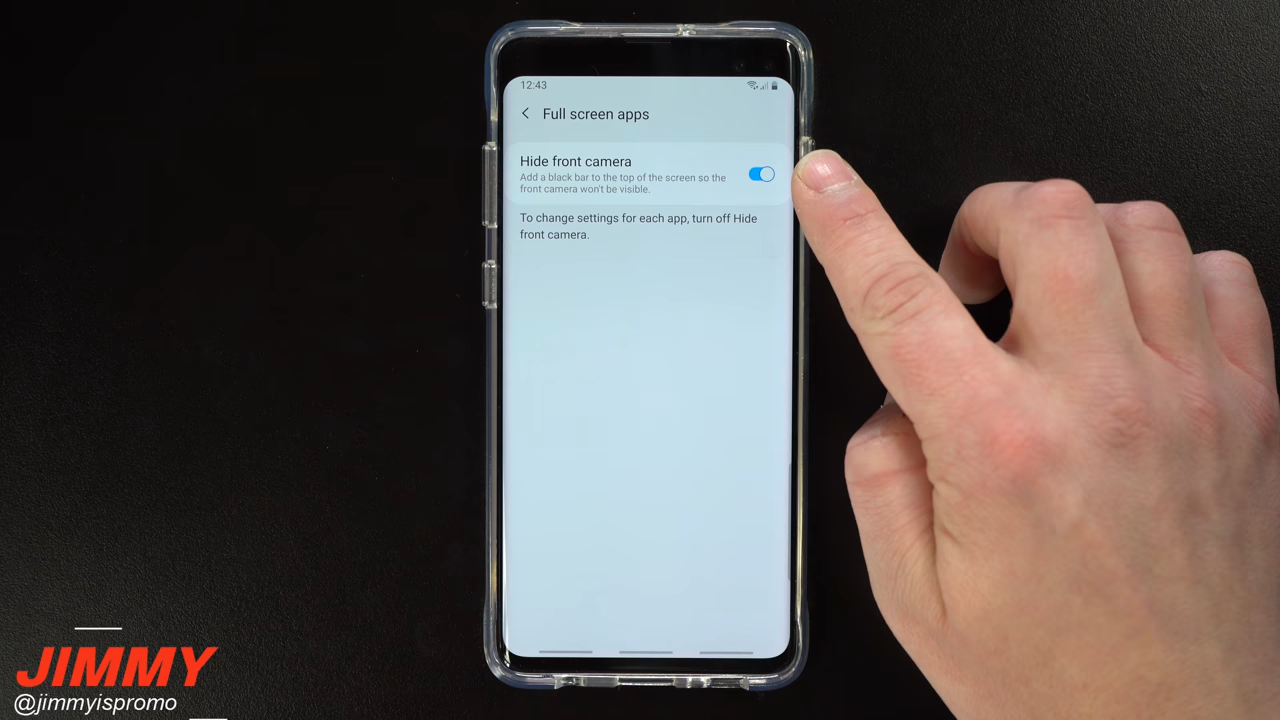 12:43
Full screen apps
Hide front camera
Add a black bar to the top of the screen so the
front camera won't be visible.
To change settings for each app, turn off Hide
front camera.
JIMMY
@jimmyispromo